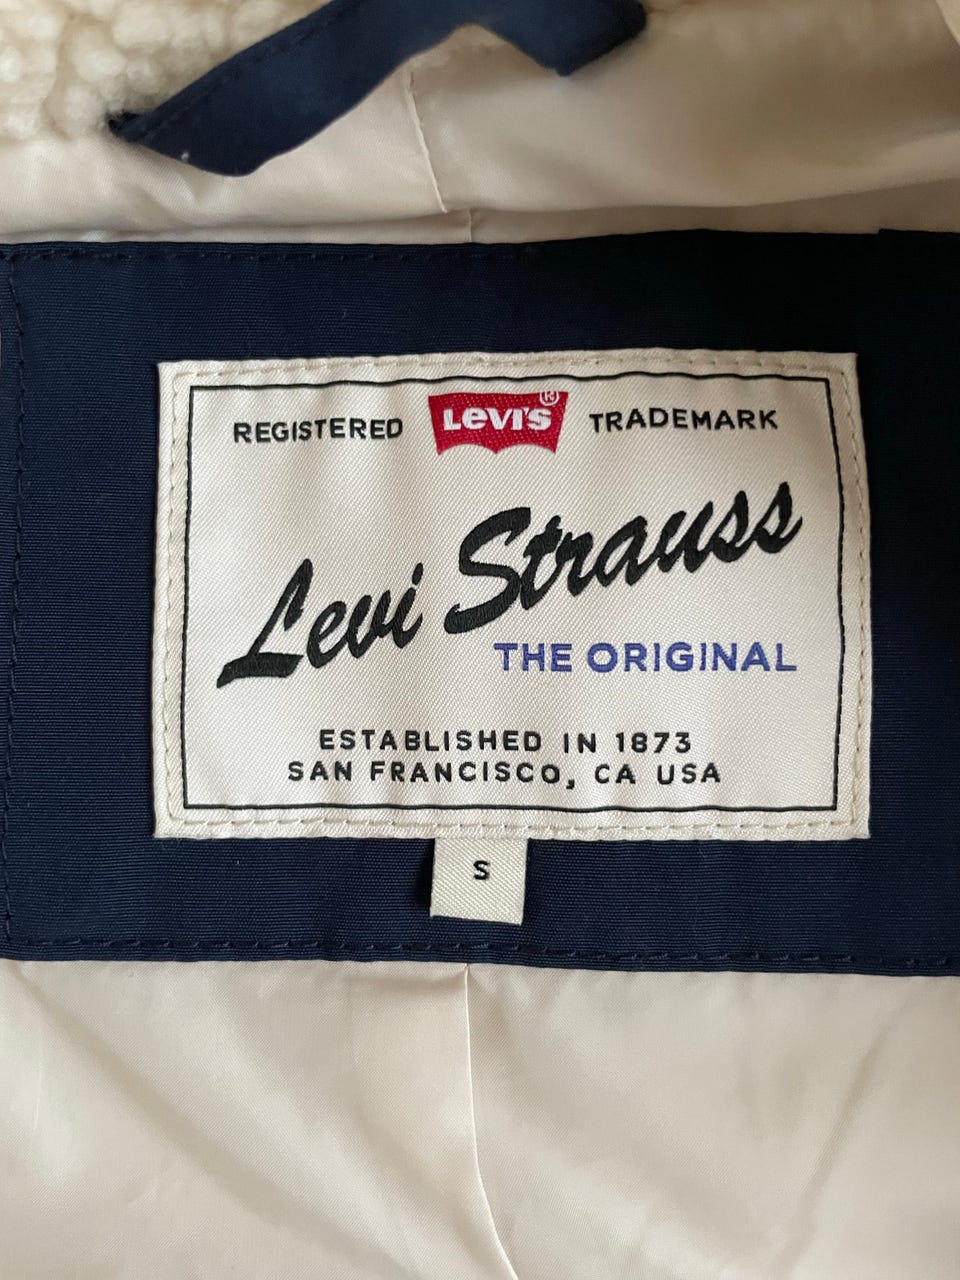 REGISTERED LEVI'S® TRADEMARK
Levi Strauss
THE ORIGINAL
ESTABLISHED IN 1873
SAN FRANCISCO, CA USA
S